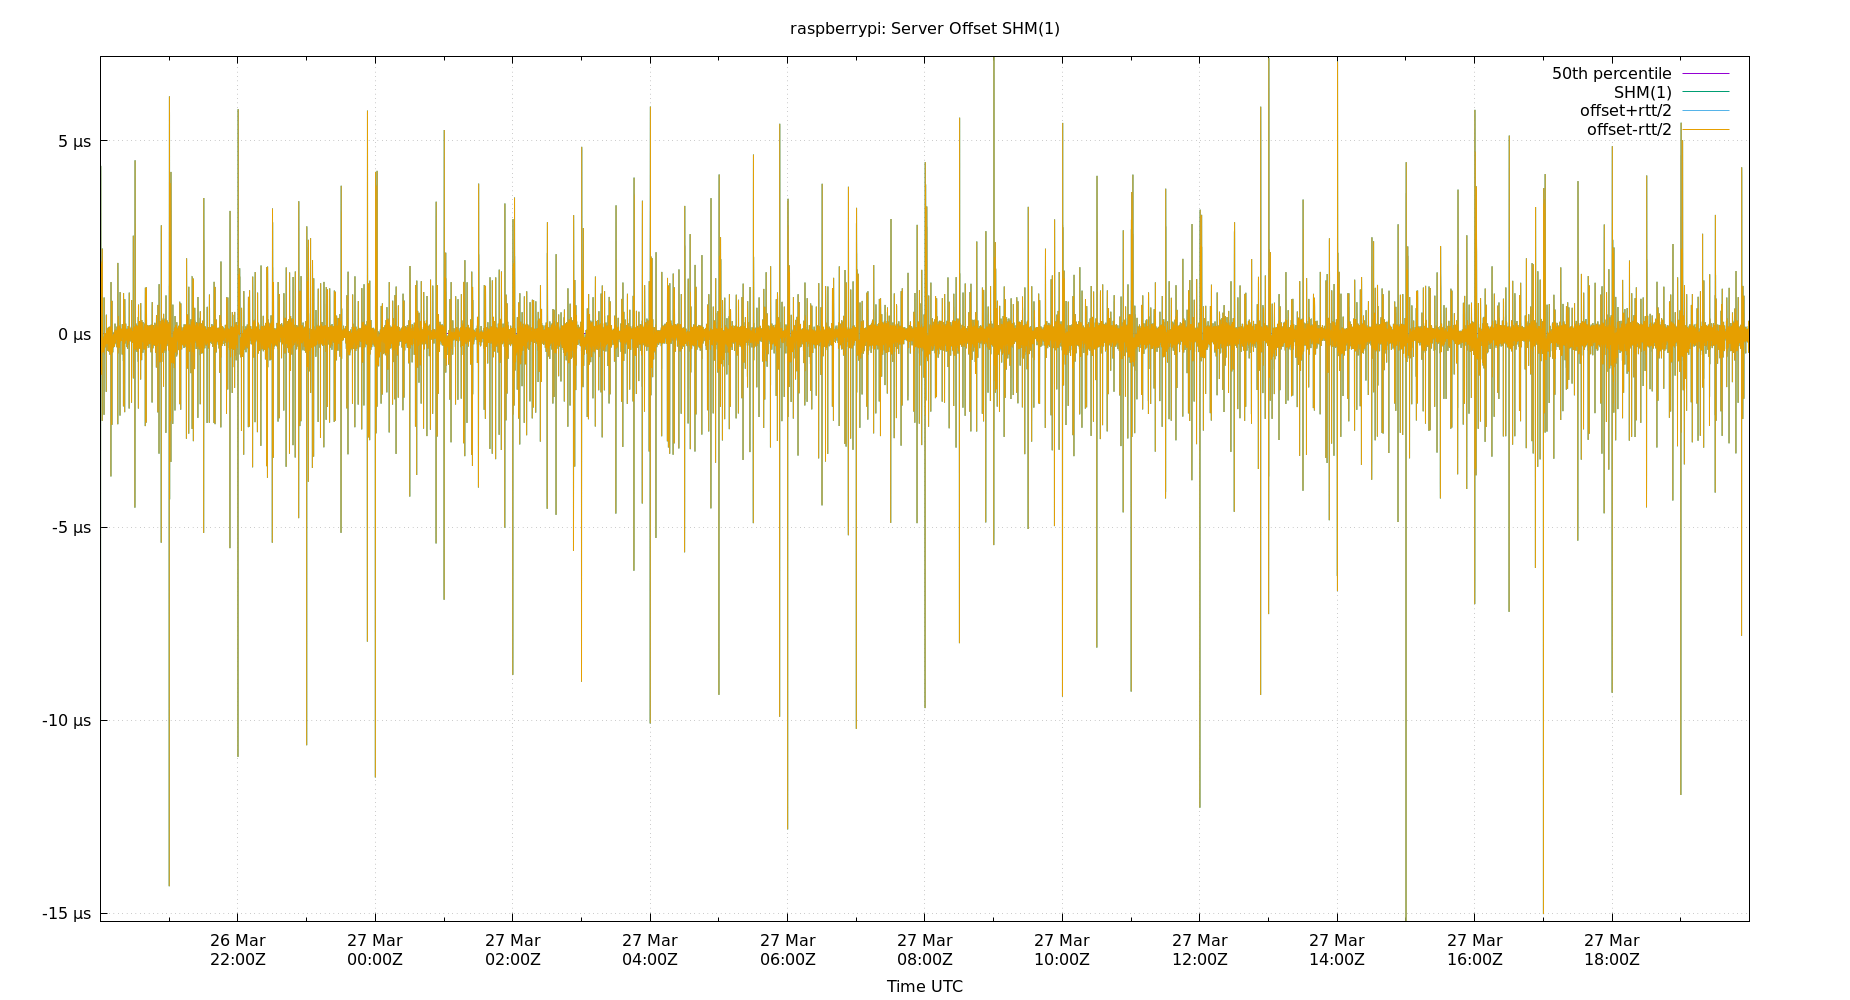 raspberrypi: Server Offset SHM(1)
50th percentile
SHM(1)
offset+rtt/2
offset-rtt/2
5 µs
0 µs
-5 µs
-10 µs
-15 µs
26 Mar 27 Mar 27 Mar 27 Mar 27 Mar 27 Mar 27 Mar 27 Mar 27 Mar 27 Mar 27 Mar
22:00Z 00:00Z 02:00Z 04:00Z 06:00Z 08:00Z 10:00Z 12:00Z 14:00Z 16:00Z 18:00Z
Time UTC